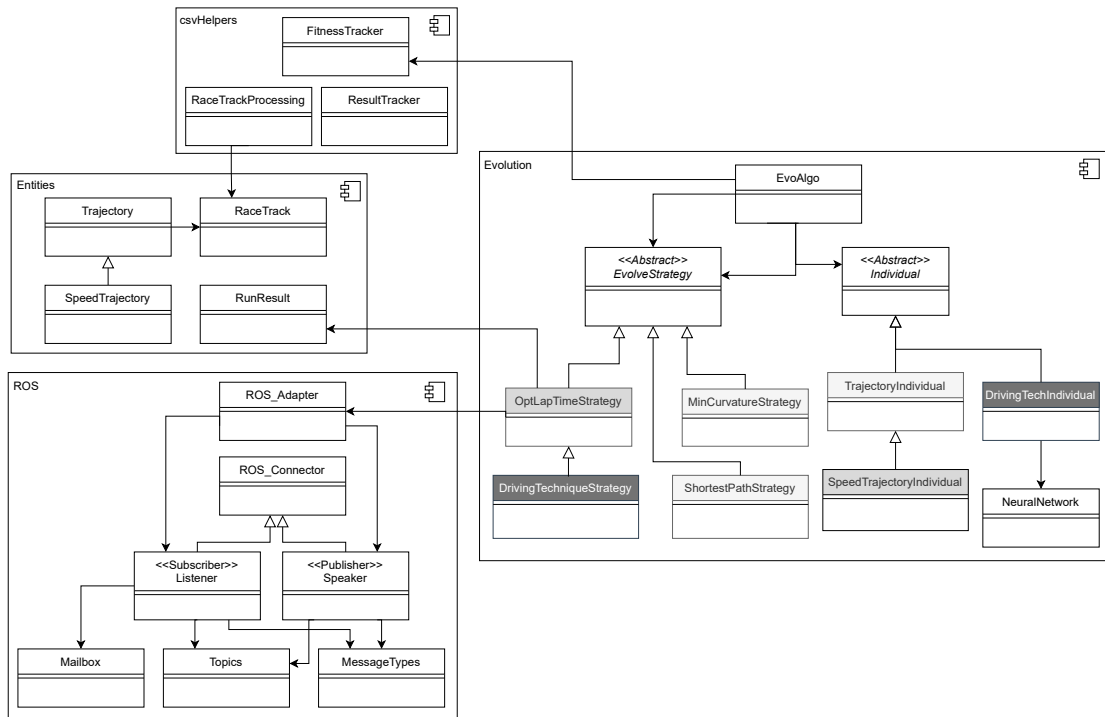 csvHelpers
FitnessTracker
RaceTrackProcessing
ResultTracker
Entities
Trajectory
RaceTrack
SpeedTrajectory
RunResult
ROS
ROS_Adapter
ROS_Connector
<<Subscriber>>
Listener
<<Publisher>>
Speaker
Mailbox
Topics
MessageTypes
Evolution
EvoAlgo
<<Abstract>>
EvolveStrategy
<<Abstract>>
Individual
OptLapTimeStrategy
MinCurvatureStrategy
TrajectoryIndividual
DrivingTechIndividual
DrivingTechniqueStrategy
ShortestPathStrategy
SpeedTrajectoryIndividual
NeuralNetwork